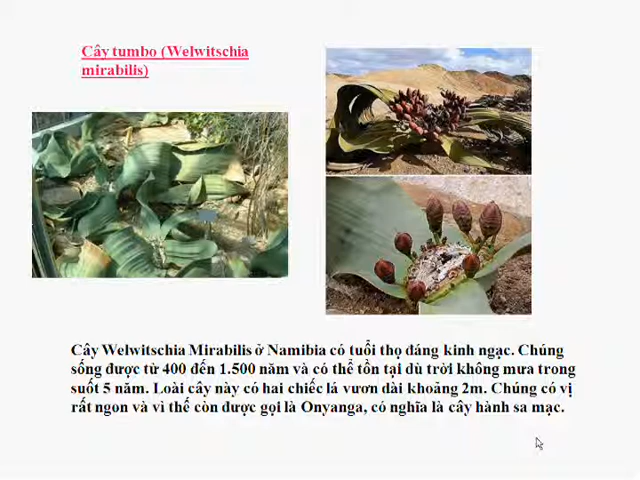 Cây tumbo (Welwitschia
mirabilis)
Cây Welwitschia Mirabilis ở Namibia có tuổi thọ đáng kinh ngạc. Chúng
sống được từ 400 đến 1.500 năm và có thể tồn tại dù trời không mưa trong
suốt 5 năm. Loài cây này có hai chiếc lá vươn dài khoảng 2m. Chúng có vị
rất ngon và vì thế còn được gọi là Onyanga, có nghĩa là cây hành sa mạc.